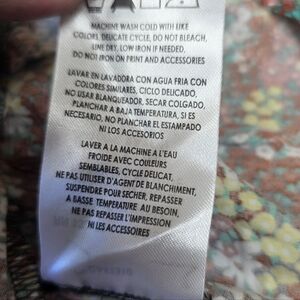 MACHINE WASH COLD WITH LIKE
COLORS, DELICATE CYCLE, DO NOT BLEACH,
LINE DRY, LOW IRON IF NEEDED,
DO NOT IRON ON PRINT AND ACCESSORIES
LAVAR EN LAVADORA CON AGUA FRIA CON
COLORES SIMILARES, CICLO DELICADO,
NO USAR BLANQUEADOR, SECAR COLGADO,
PLANCHAR A BAJA TEMPERATURA, SI ES
NECESARIO, NO PLANCHAR EL ESTAMPADO
NI LOS ACCESORIOS
LAVER A LA MACHINE A L'EAU
FROIDE AVEC COULEURS
SEMBLABLES, CYCLE DELICAT,
NE PAS UTILISER D'AGENT DE BLANCHIMENT,
SUSPENDRE POUR SECHER, REPASSER
A BASSE TEMPERATURE AU BESOIN,
NE PAS REPASSER L'IMPRESSION
NI LES ACCESSOIRES